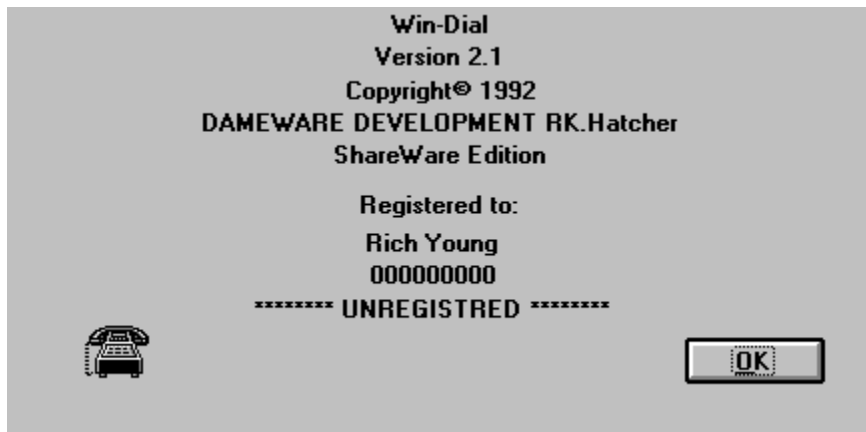 Win-Dial
Version 2.1
Copyright© 1992
DAMEWARE DEVELOPMENT RK.Hatcher
ShareWare Edition
Registered to:
Rich Young
000000000
******** UNREGISTRED ********
OK